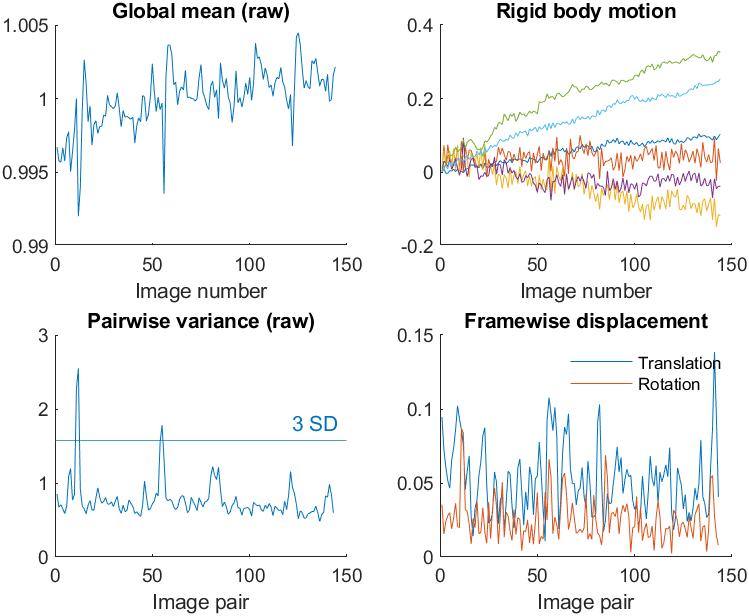 Global mean (raw)
1.005
1
0.995
0.99
0
50
100
150
Image number
Rigid body motion
0.4
0.2
0
-0.2
0
50
100
150
Image number
Pairwise variance (raw)
3
2
1
0
3 SD
0
50
100
150
Image pair
Framewise displacement
0.15
0.1
0.05
0
Translation
Rotation
0
50
100
150
Image pair